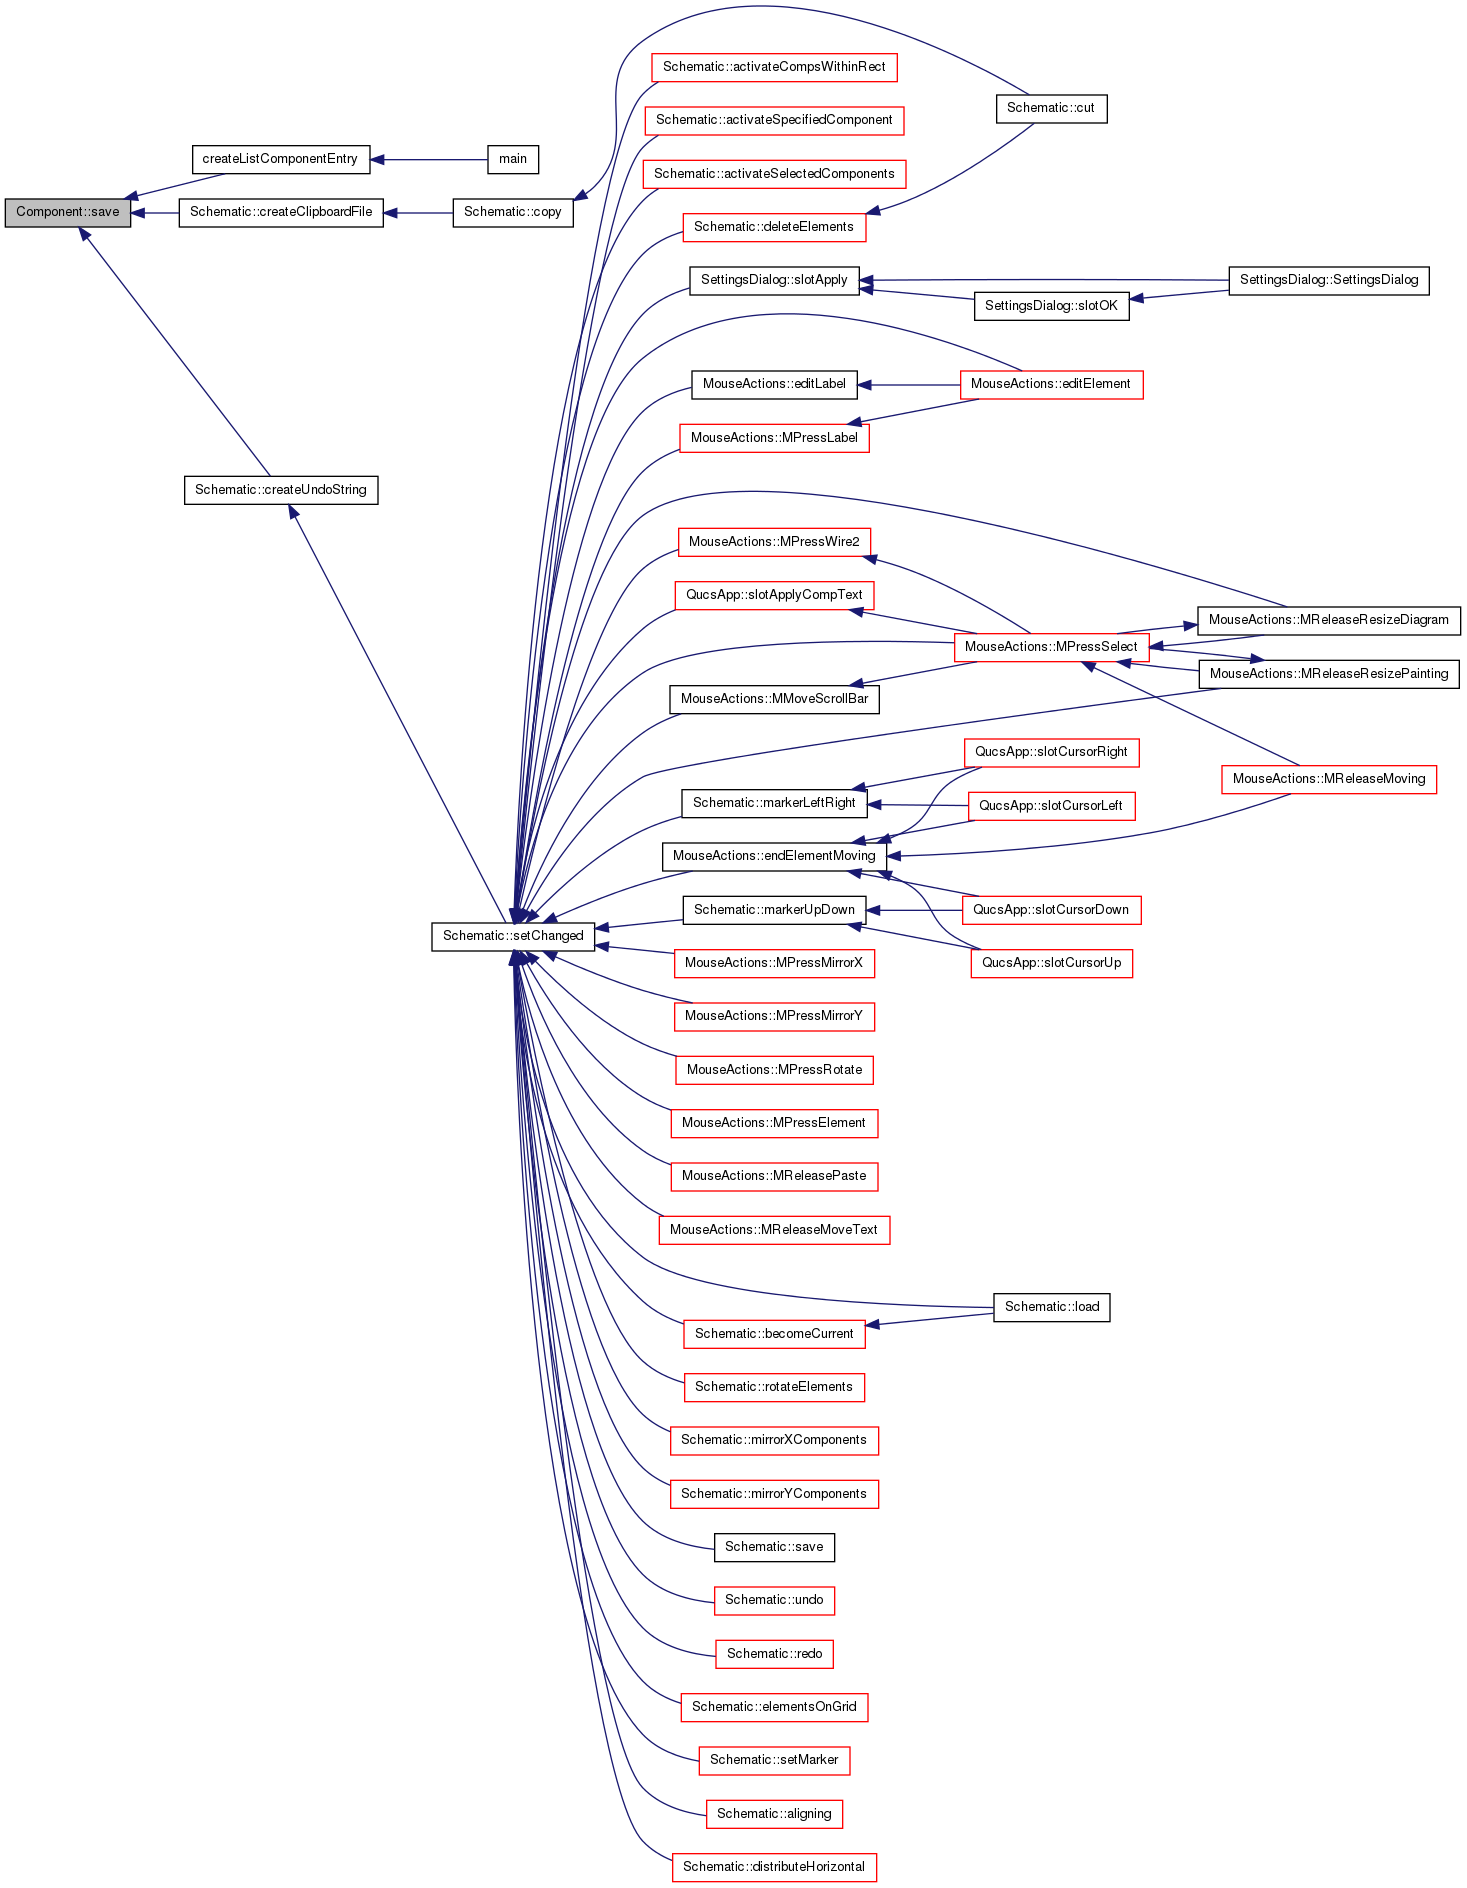 Schematic::activateCompsWithinRect
Schematic::cut
Schematic::activateSpecifiedComponent
createListComponentEntry
main
Schematic::activateSelectedComponents
Component::save
Schematic::createClipboardFile
Schematic::copy
Schematic::deleteElements
SettingsDialog::slotApply
SettingsDialog::SettingsDialog
SettingsDialog::slotOK
MouseActions::editLabel
MouseActions::editElement
MouseActions::MPressLabel
Schematic::createUndoString
MouseActions::MPressWire2
QucsApp::slotApplyCompText
MouseActions::MReleaseResizeDiagram
MouseActions::MPressSelect
MouseActions::MReleaseResizePainting
MouseActions::MMoveScrollBar
QucsApp::slotCursorRight
MouseActions::MReleaseMoving
Schematic::markerLeftRight
QucsApp::slotCursorLeft
MouseActions::endElementMoving
Schematic::markerUpDown
QucsApp::slotCursorDown
Schematic::setChanged
MouseActions::MPressMirrorX
QucsApp::slotCursorUp
MouseActions::MPressMirrorY
MouseActions::MPressRotate
MouseActions::MPressElement
MouseActions::MReleasePaste
MouseActions::MReleaseMoveText
Schematic::load
Schematic::becomeCurrent
Schematic::rotateElements
Schematic::mirrorXComponents
Schematic::mirrorYComponents
Schematic::save
Schematic::undo
Schematic::redo
Schematic::elementsOnGrid
Schematic::setMarker
Schematic::aligning
Schematic::distributeHorizontal